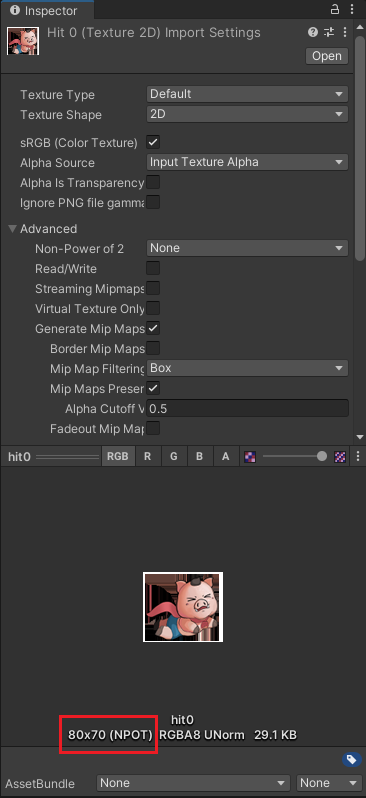 Inspector
Hit 0 (Texture 2D) Import Settings
Open
Texture Type Default
Texture Shape 2D
sRGB (Color Texture)
Alpha Source Input Texture Alpha
Alpha Is Transparency
Ignore PNG file gamma
Advanced
Non-Power of 2 None
Read/Write
Streaming Mipmaps
Virtual Texture Only
Generate Mip Maps
Border Mip Maps
Mip Map Filtering Box
Mip Maps Preser
Alpha Cutoff V 0.5
Fadeout Mip Map
hit0 RGB R G B A
hit0
80x70 (NPOT) RGBA8 UNorm 29.1 KB
AssetBundle None None